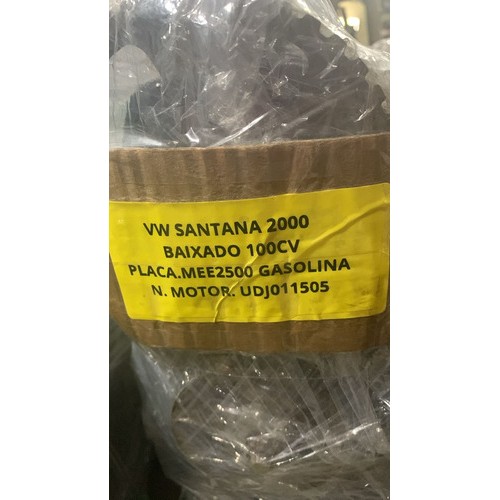 VW SANTANA 2000
BAIXADO 100CV
PLACA.MEE2500 GASOLINA
N. MOTOR. UDJ011505